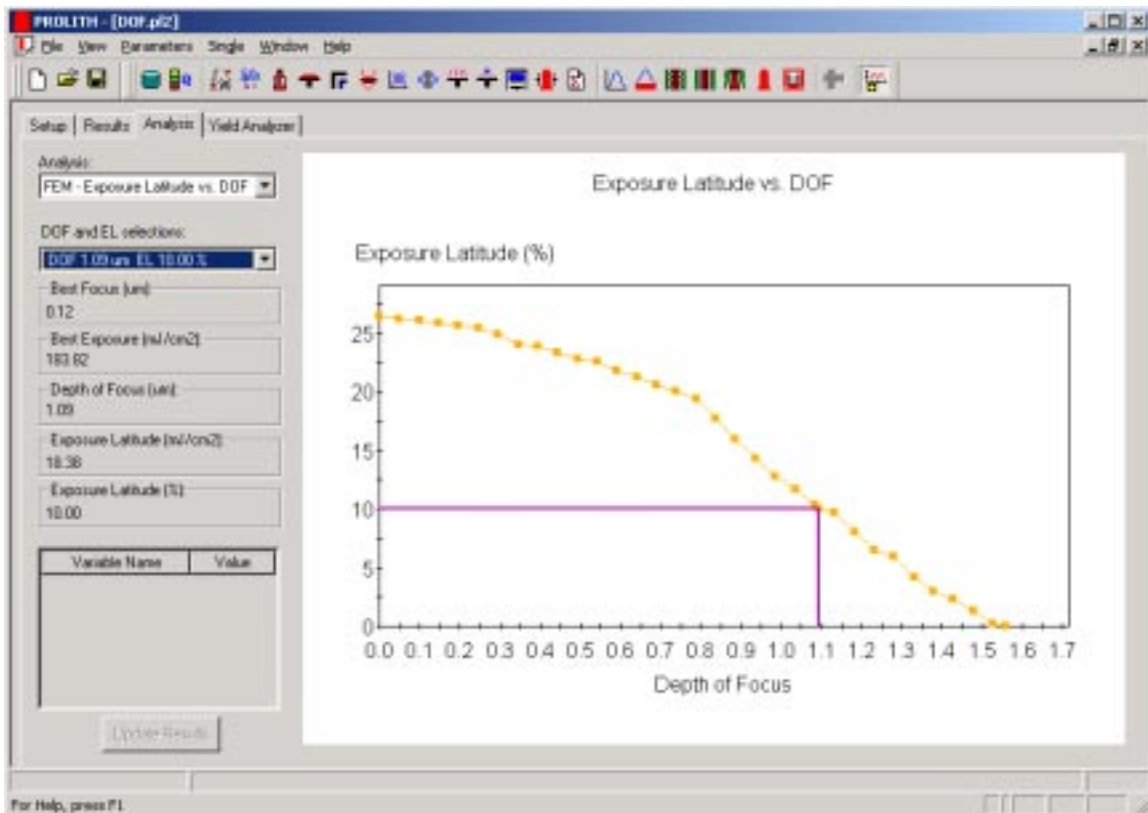 PROLITH - [DOF.pl2]
File View Parameters Single Window Help
Setup Results Analysis Yield Analyzer
Analysis:
FEM - Exposure Latitude vs. DOF
DOF and EL selections:
DOF 1.09 um EL 10.00 %
Best Focus (um)
0.12
Best Exposure (mJ/cm2)
183.82
Depth of Focus (um)
1.09
Exposure Latitude (mJ/cm2)
18.38
Exposure Latitude (%)
10.00
Variable Name Value
Update Results
Exposure Latitude vs. DOF
Exposure Latitude (%)
25
20
15
10
5
0
0.0 0.1 0.2 0.3 0.4 0.5 0.6 0.7 0.8 0.9 1.0 1.1 1.2 1.3 1.4 1.5 1.6 1.7
Depth of Focus
For Help, press F1